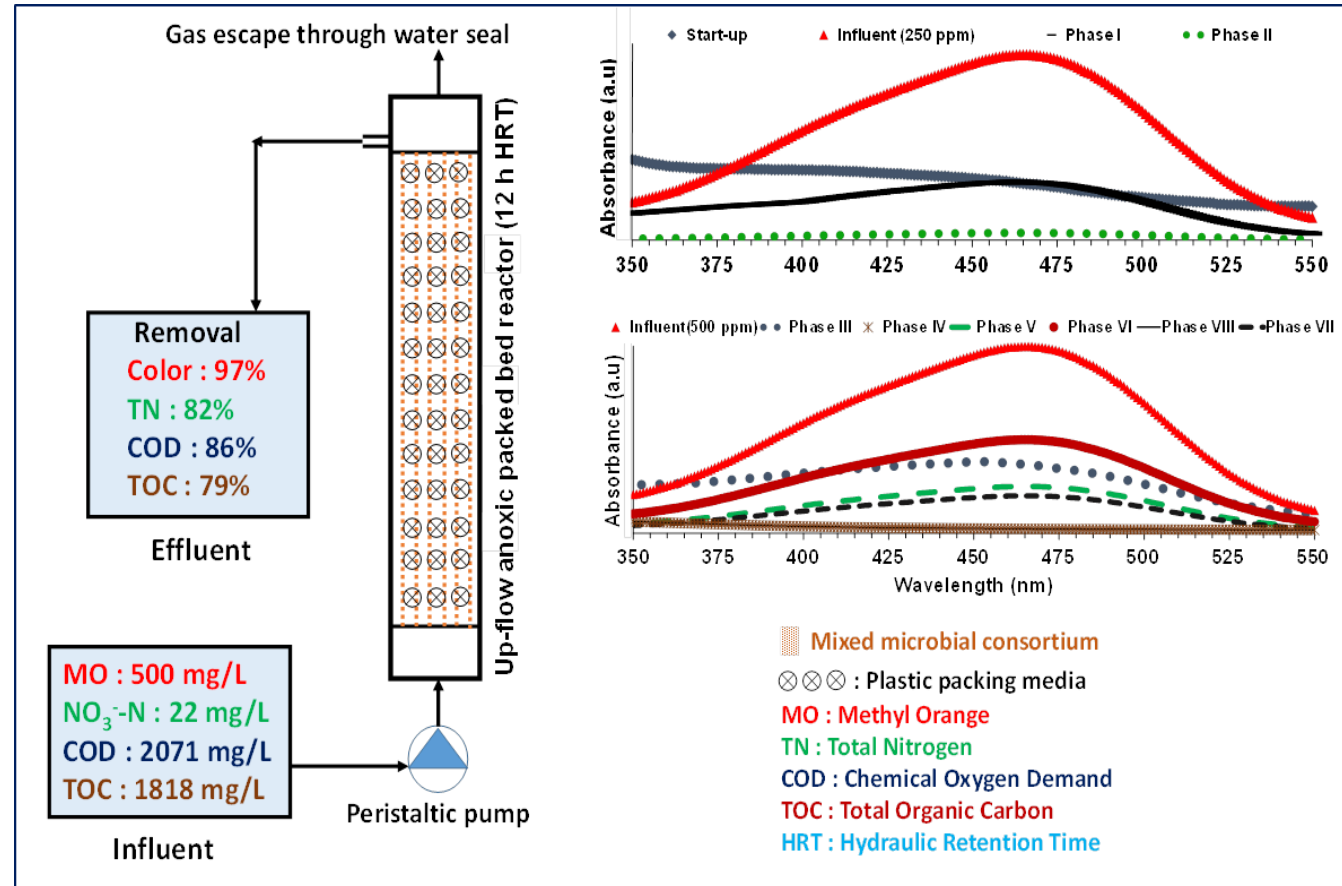 Gas escape through water seal
Up-flow anoxic packed bed reactor (12 h HRT)
Removal
Color : 97%
TN : 82%
COD : 86%
TOC : 79%
Effluent
MO : 500 mg/L
NO₃⁻-N : 22 mg/L
COD : 2071 mg/L
TOC : 1818 mg/L
Influent
Peristaltic pump
Start-up Influent (250 ppm) Phase I Phase II
Absorbance (a.u)
350 375 400 425 450 475 500 525 550
Influent(500 ppm) Phase III Phase IV Phase V Phase VI Phase VIII Phase VII
Absorbance (a.u)
350 375 400 425 450 475 500 525 550
Wavelength (nm)
Mixed microbial consortium
: Plastic packing media
MO : Methyl Orange
TN : Total Nitrogen
COD : Chemical Oxygen Demand
TOC : Total Organic Carbon
HRT : Hydraulic Retention Time